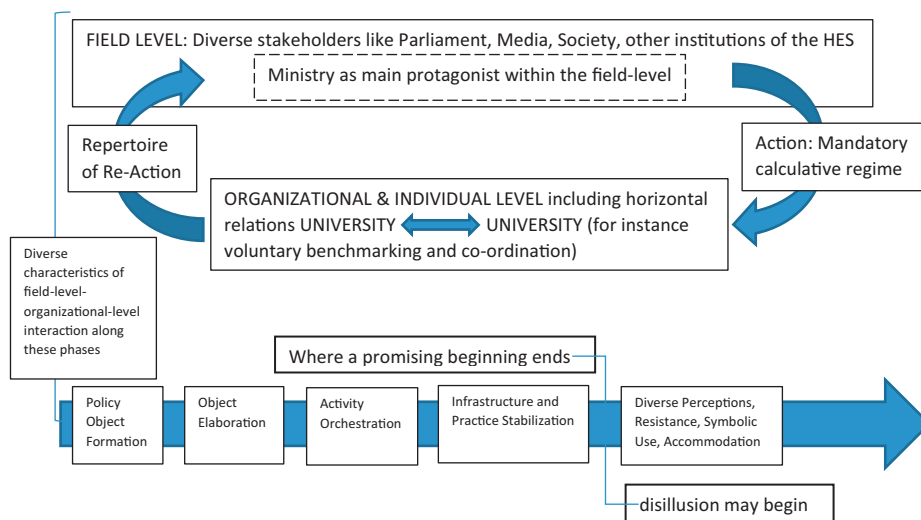 FIELD LEVEL: Diverse stakeholders like Parliament, Media, Society, other institutions of the HES
Ministry as main protagonist within the field-level
Repertoire
of Re-Action
Action: Mandatory
calculative regime
ORGANIZATIONAL & INDIVIDUAL LEVEL including horizontal
relations UNIVERSITY UNIVERSITY (for instance
voluntary benchmarking and co-ordination)
Diverse
characteristics of
field-level-
organizational-level
interaction along
these phases
Where a promising beginning ends
Policy
Object
Formation
Object
Elaboration
Activity
Orchestration
Infrastructure and
Practice Stabilization
Diverse Perceptions,
Resistance, Symbolic
Use, Accommodation
disillusion may begin